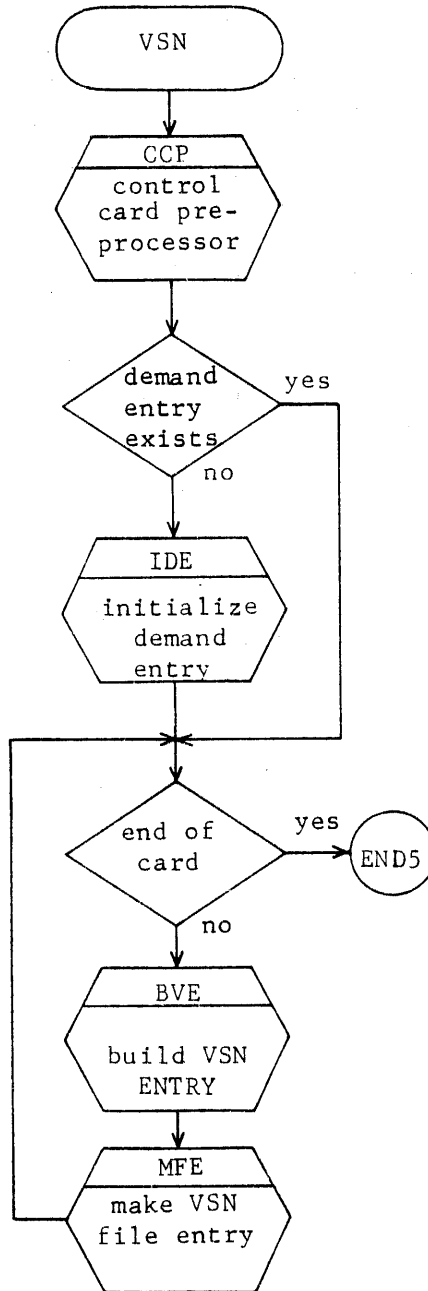 VSN
CCP
control
card pre-
processor
demand
entry
exists
yes
no
IDE
initialize
demand
entry
end of
card
yes
END5
no
BVE
build VSN
ENTRY
MFE
make VSN
file entry